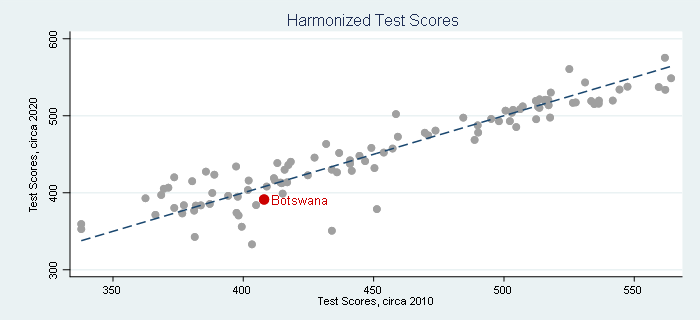 Harmonized Test Scores
Test Scores, circa 2020
600
500
400
300
Botswana
350
400
450
500
550
Test Scores, circa 2010